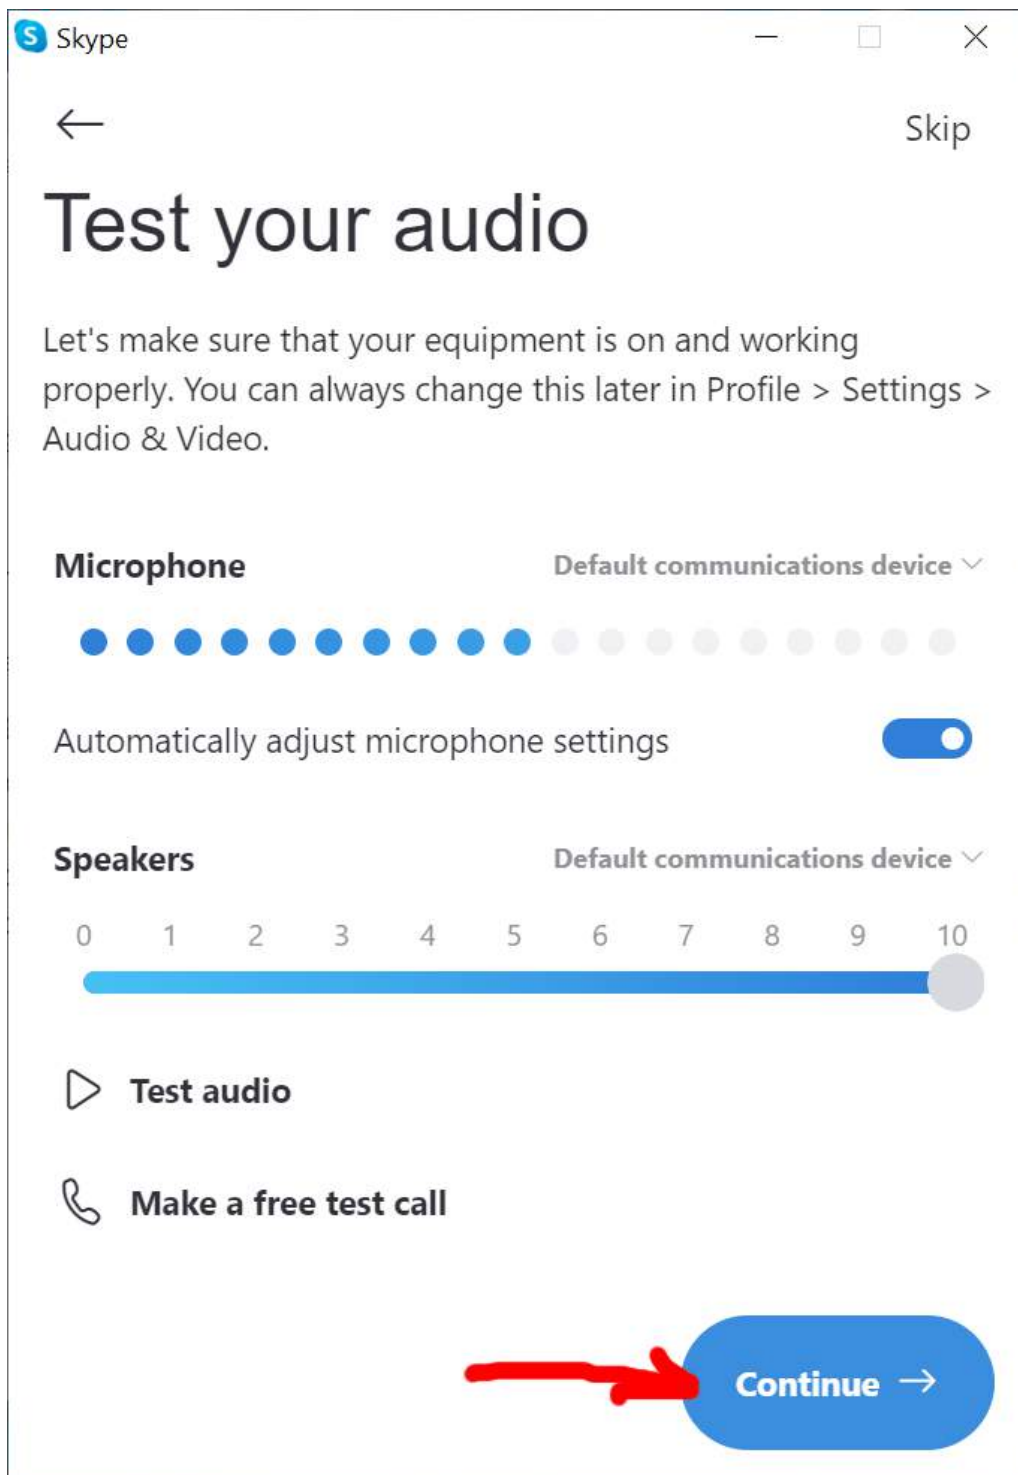 Skype
Skip
Test your audio
Let's make sure that your equipment is on and working
properly. You can always change this later in Profile > Settings >
Audio & Video.
Microphone Default communications device
Automatically adjust microphone settings
Speakers Default communications device
0 1 2 3 4 5 6 7 8 9 10
Test audio
Make a free test call
Continue